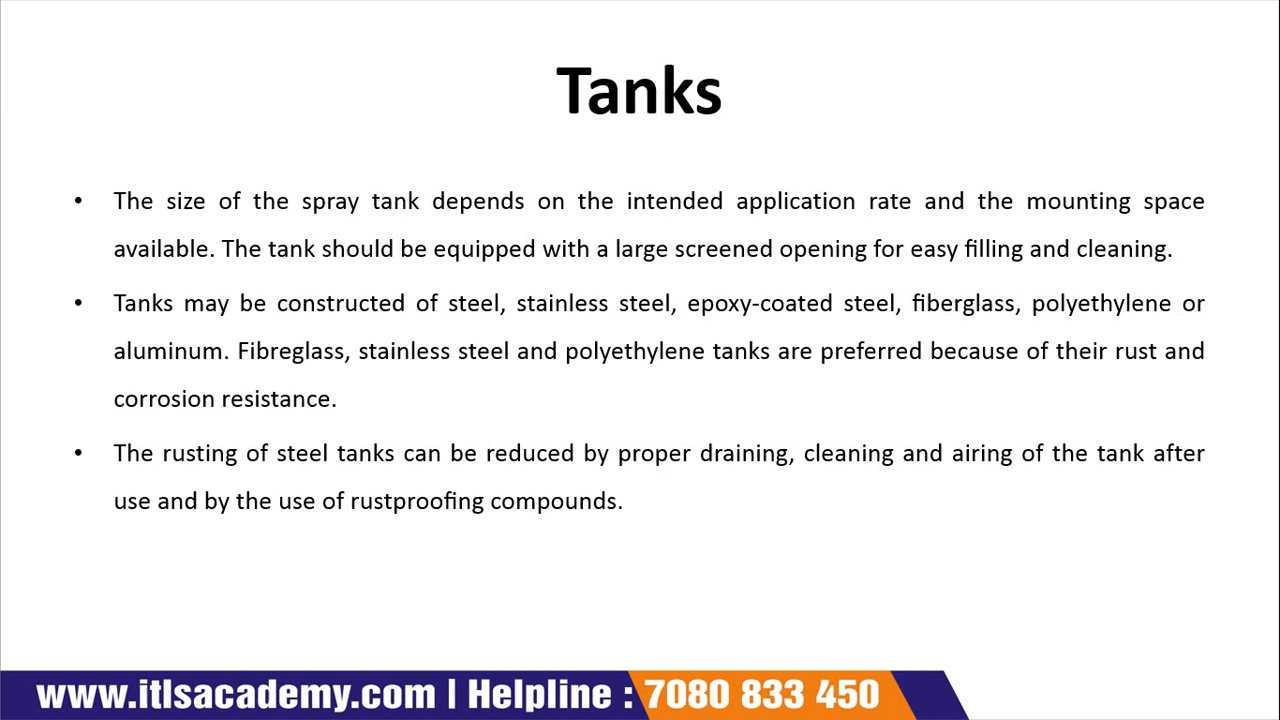 Tanks
• The size of the spray tank depends on the intended application rate and the mounting space
available. The tank should be equipped with a large screened opening for easy filling and cleaning.
• Tanks may be constructed of steel, stainless steel, epoxy-coated steel, fiberglass, polyethylene or
aluminum. Fibreglass, stainless steel and polyethylene tanks are preferred because of their rust and
corrosion resistance.
• The rusting of steel tanks can be reduced by proper draining, cleaning and airing of the tank after
use and by the use of rustproofing compounds.
www.itlsacademy.com | Helpline : 7080 833 450